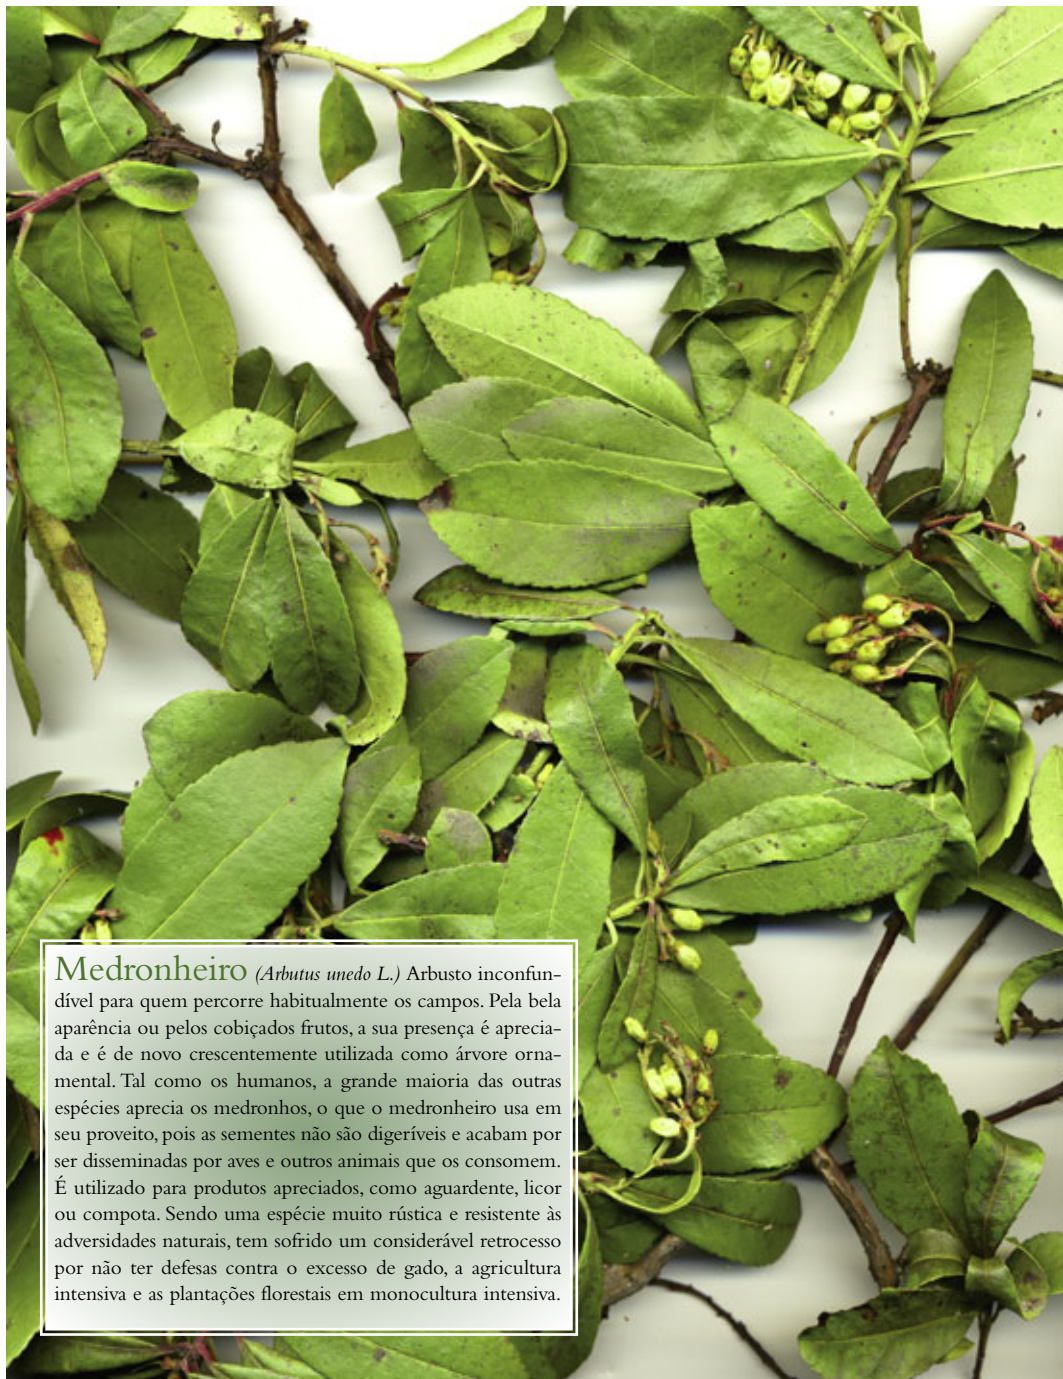 Medronheiro (Arbutus unedo L.) Arbusto inconfun-
dível para quem percorre habitualmente os campos. Pela bela
aparência ou pelos cobiçados frutos, a sua presença é aprecia-
da e é de novo crescentemente utilizada como árvore orna-
mental. Tal como os humanos, a grande maioria das outras
espécies aprecia os medronhos, o que o medronheiro usa em
seu proveito, pois as sementes não são digeríveis e acabam por
ser disseminadas por aves e outros animais que os consomem.
É utilizado para produtos apreciados, como aguardente, licor
ou compota. Sendo uma espécie muito rústica e resistente às
adversidades naturais, tem sofrido um considerável retrocesso
por não ter defesas contra o excesso de gado, a agricultura
intensiva e as plantações florestais em monocultura intensiva.